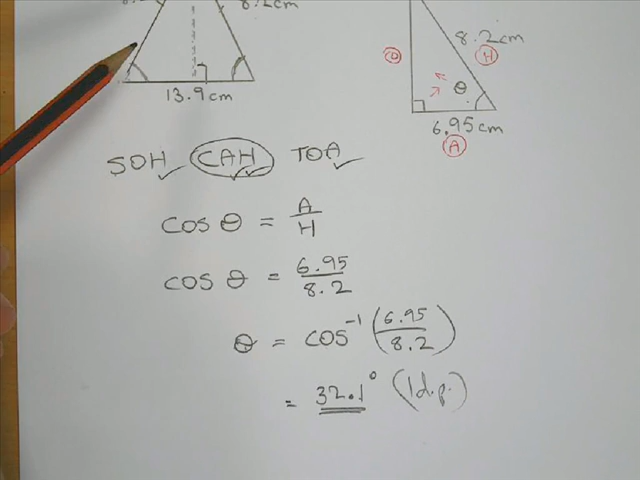 8.2cm
13.9cm
8.2cm
H
O
θ
6.95cm
A
SOH CAH TOA
cos θ = A/H
cos θ = 6.95/8.2
θ = cos⁻¹ (6.95/8.2)
= 32.1° (1d.p.)